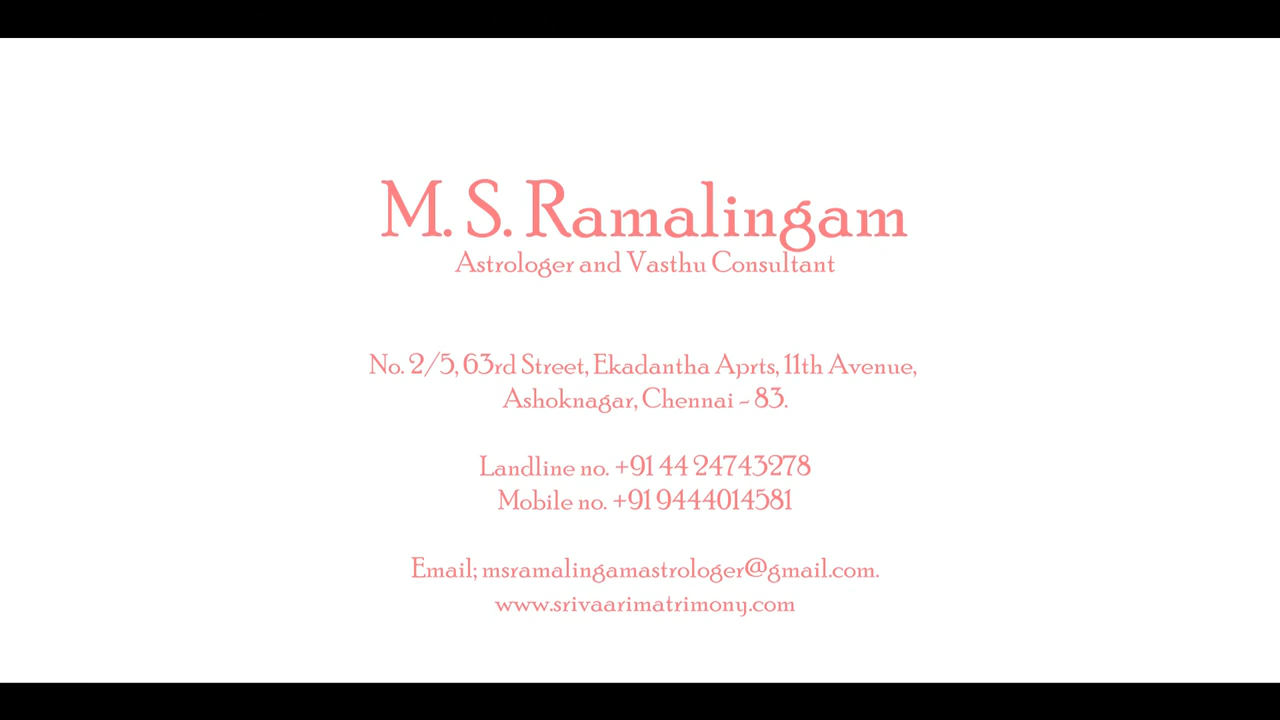 M. S. Ramalingam
Astrologer and Vasthu Consultant
No. 2/5, 63rd Street, Ekadantha Aprts, 11th Avenue,
Ashoknagar, Chennai - 83.
Landline no. +91 44 24743278
Mobile no. +91 9444014581
Email; msramalingamastrologer@gmail.com.
www.srivaarimatrimony.com